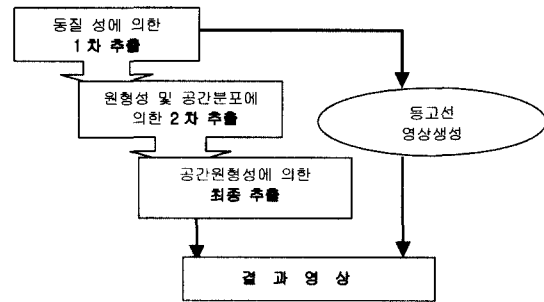 동질 성에 의한
1 차 추출
원형성 및 공간분포에
의한 2 차 추출
등고선
영상생성
공간원형성에 의한
최종 추출
결 과 영 상